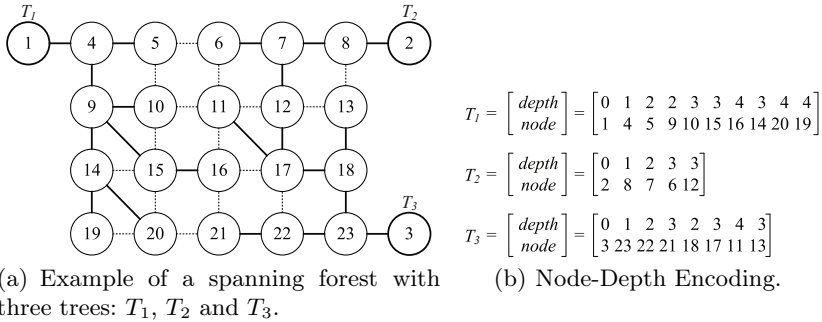 T1 T2
1 4 5 6 7 8 2
9 10 11 12 13
14 15 16 17 18
T3
19 20 21 22 23 3
(a) Example of a spanning forest with
three trees: T1, T2 and T3.
T1 = [ depth node ] = [ 0 1 2 2 3 3 4 3 4 4
1 4 5 9 10 15 16 14 20 19 ]
T2 = [ depth node ] = [ 0 1 2 3 3
2 8 7 6 12 ]
T3 = [ depth node ] = [ 0 1 2 3 2 3 4 3
3 23 22 21 18 17 11 13 ]
(b) Node-Depth Encoding.